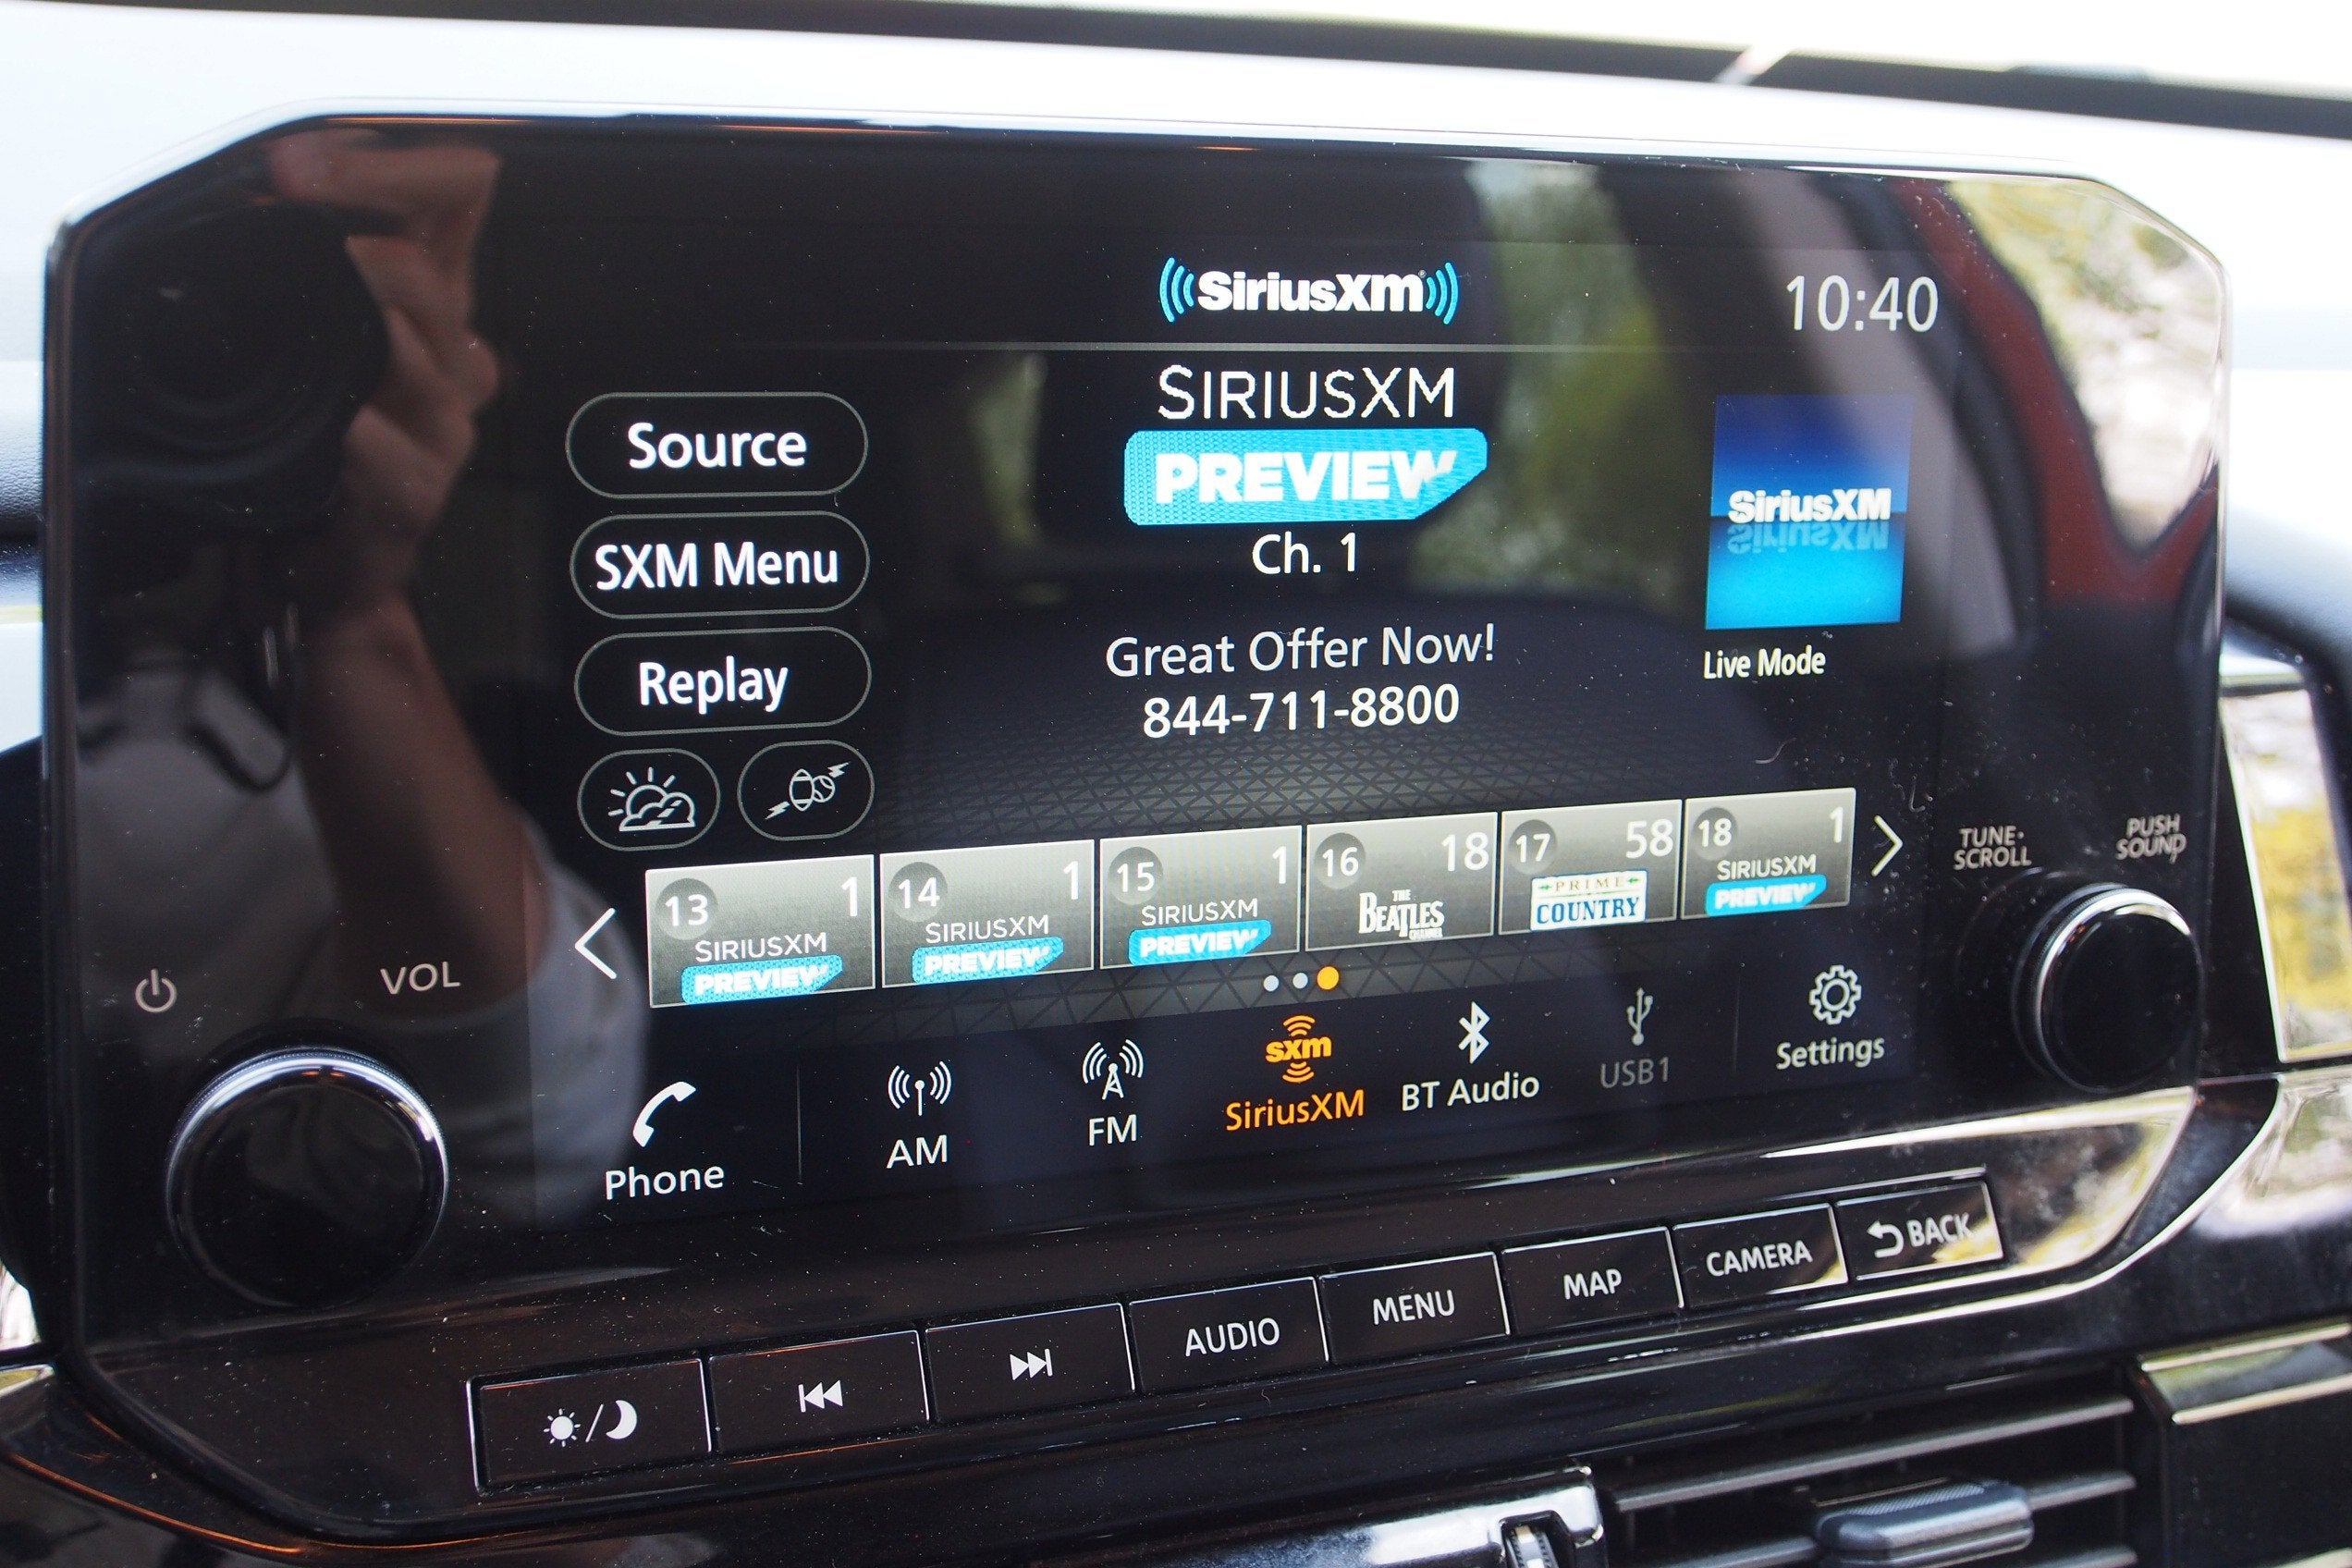 SiriusXM
10:40
SIRIUSXM
PREVIEW
Ch. 1
Source
SXM Menu
Replay
Great Offer Now!
844-711-8800
SiriusXM
Live Mode
13 1
SIRIUSXM
PREVIEW
14 1
SIRIUSXM
PREVIEW
15 1
SIRIUSXM
PREVIEW
16 18
THE
BEATLES
CHANNEL
17 58
PRIME
COUNTRY
18 1
SIRIUSXM
PREVIEW
TUNE·
SCROLL
PUSH
SOUND
VOL
Phone
AM
FM
sxm
SiriusXM
BT Audio
USB1
Settings
AUDIO
MENU
MAP
CAMERA
BACK